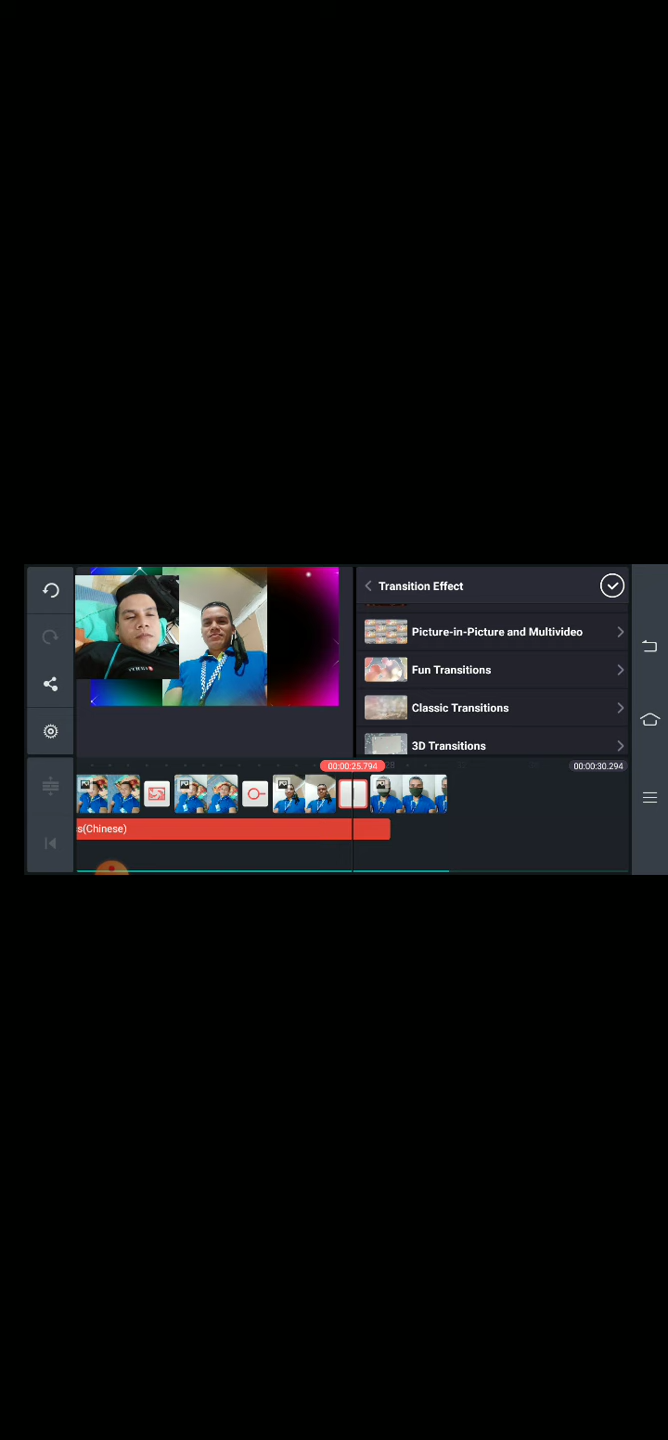 Transition Effect
Picture-in-Picture and Multivideo
Fun Transitions
Classic Transitions
3D Transitions
00:00:25.794
28
00:00:30.294
s(Chinese)